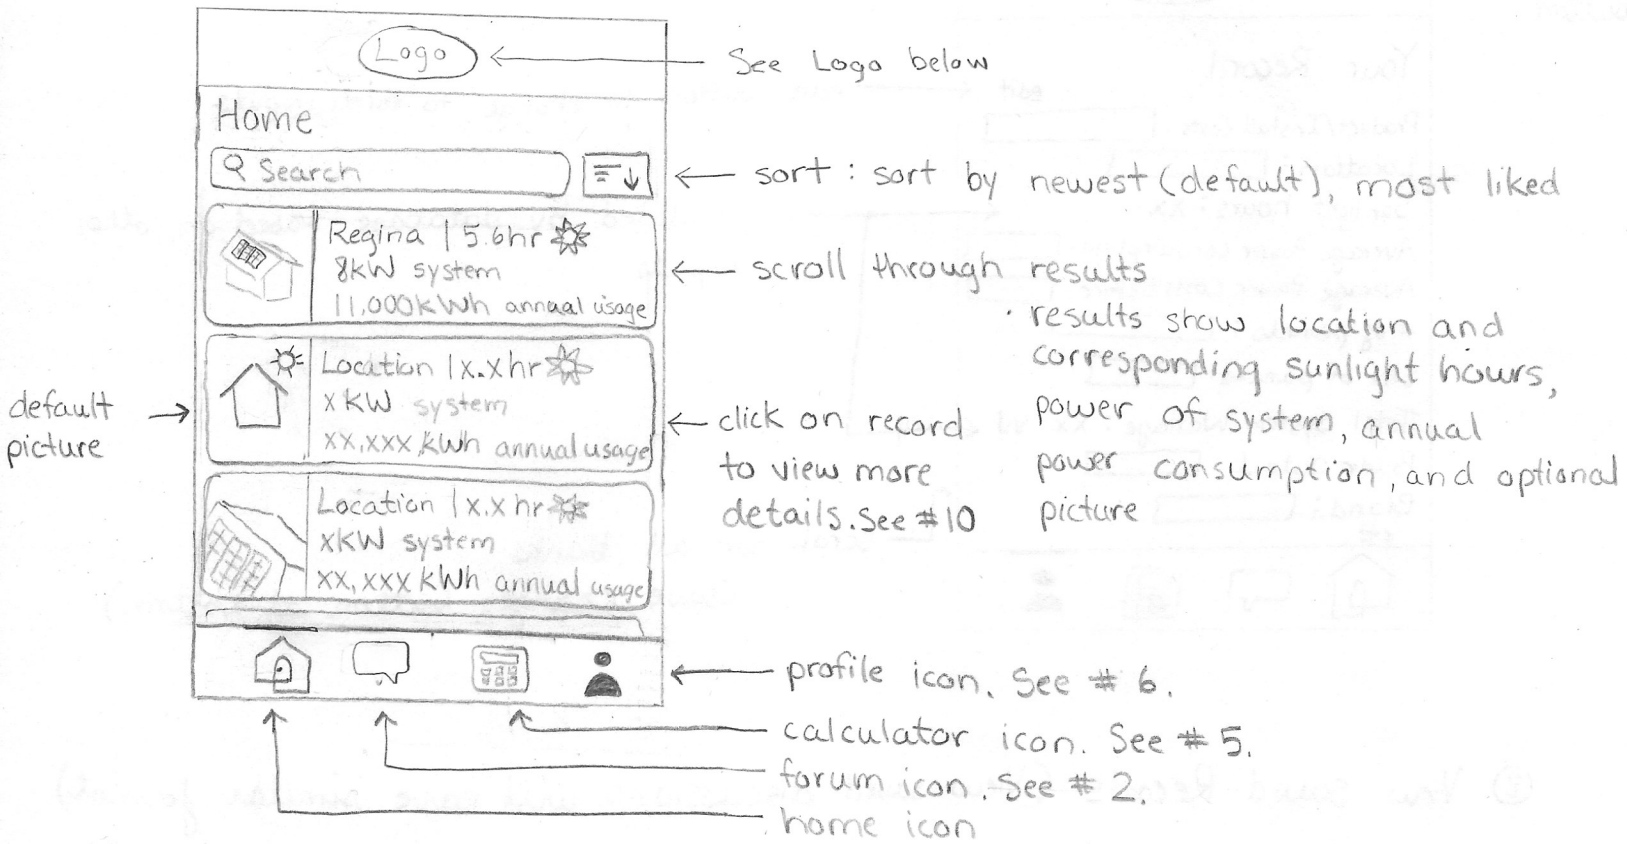 Logo
See Logo below
Home
Search
sort : sort by newest (default), most liked
Regina | 5.6hr
8kW system
11,000kWh annual usage
scroll through results
· results show location and
corresponding sunlight hours,
power of system, annual
power consumption, and optional
picture
default
picture
Location | x.x hr
x kW system
xx,xxx kWh annual usage
click on record
to view more
details. See #10
Location | x.x hr
xkW system
xx,xxx kWh annual usage
profile icon. See # 6.
calculator icon. See # 5.
forum icon. See # 2.
home icon